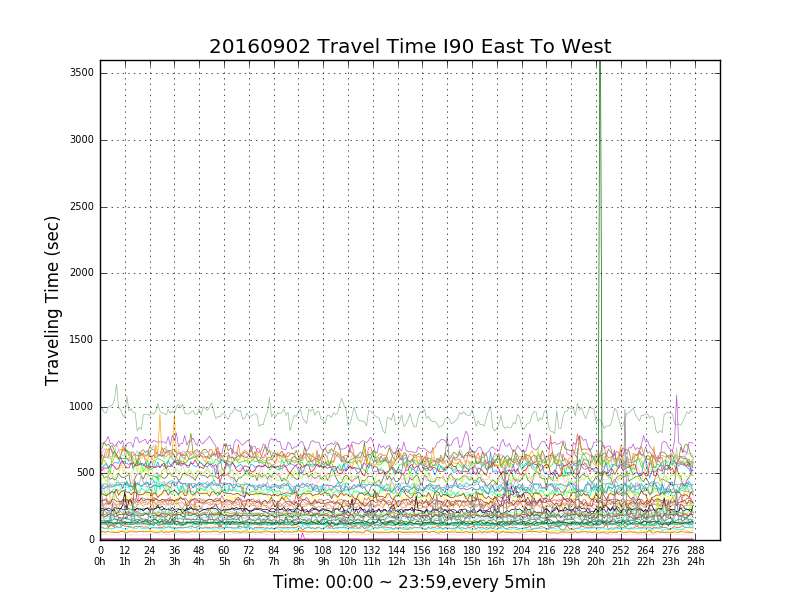 20160902 Travel Time I90 East To West
Traveling Time (sec)
3500
3000
2500
2000
1500
1000
500
0
0 12 24 36 48 60 72 84 96 108 120 132 144 156 168 180 192 204 216 228 240 252 264 276 288
0h 1h 2h 3h 4h 5h 6h 7h 8h 9h 10h 11h 12h 13h 14h 15h 16h 17h 18h 19h 20h 21h 22h 23h 24h
Time: 00:00 ~ 23:59,every 5min